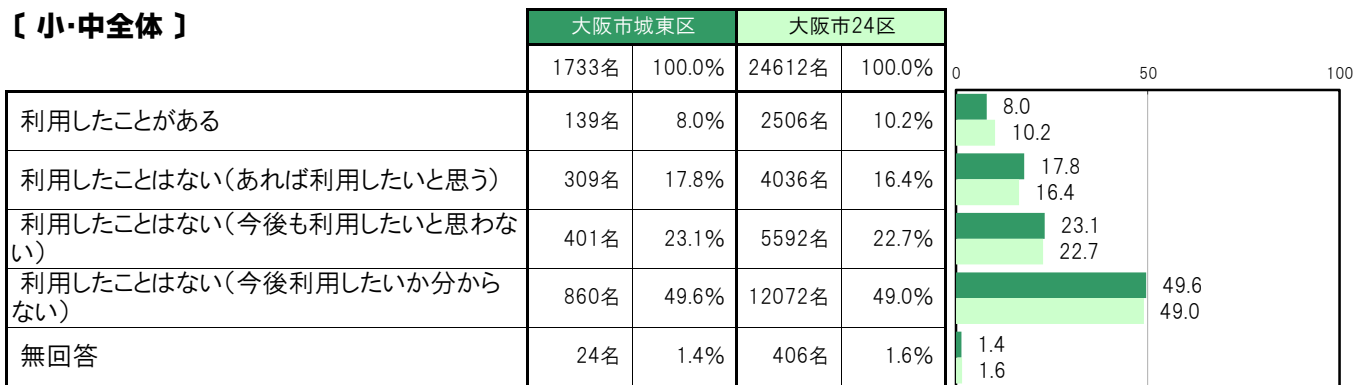 〔 小・中全体 〕
大阪市城東区 大阪市24区
1733名 100.0% 24612名 100.0% 0 50 100
利用したことがある 139名 8.0% 2506名 10.2% 8.0
10.2
利用したことはない（あれば利用したいと思う） 309名 17.8% 4036名 16.4% 17.8
16.4
利用したことはない（今後も利用したいと思わな
い） 401名 23.1% 5592名 22.7% 23.1
22.7
利用したことはない（今後利用したいか分から
ない） 860名 49.6% 12072名 49.0% 49.6
49.0
無回答 24名 1.4% 406名 1.6% 1.4
1.6